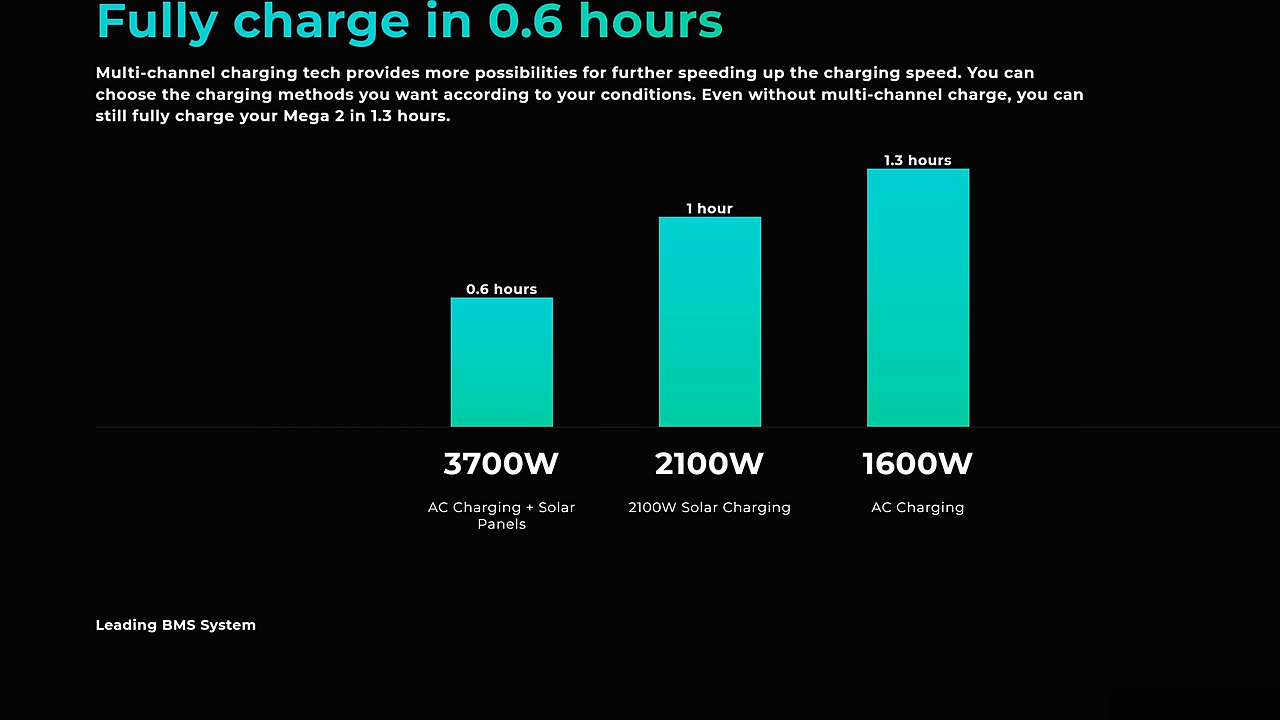 Fully charge in 0.6 hours
Multi-channel charging tech provides more possibilities for further speeding up the charging speed. You can
choose the charging methods you want according to your conditions. Even without multi-channel charge, you can
still fully charge your Mega 2 in 1.3 hours.
0.6 hours
1 hour
1.3 hours
3700W
2100W
1600W
AC Charging + Solar
Panels
2100W Solar Charging
AC Charging
Leading BMS System